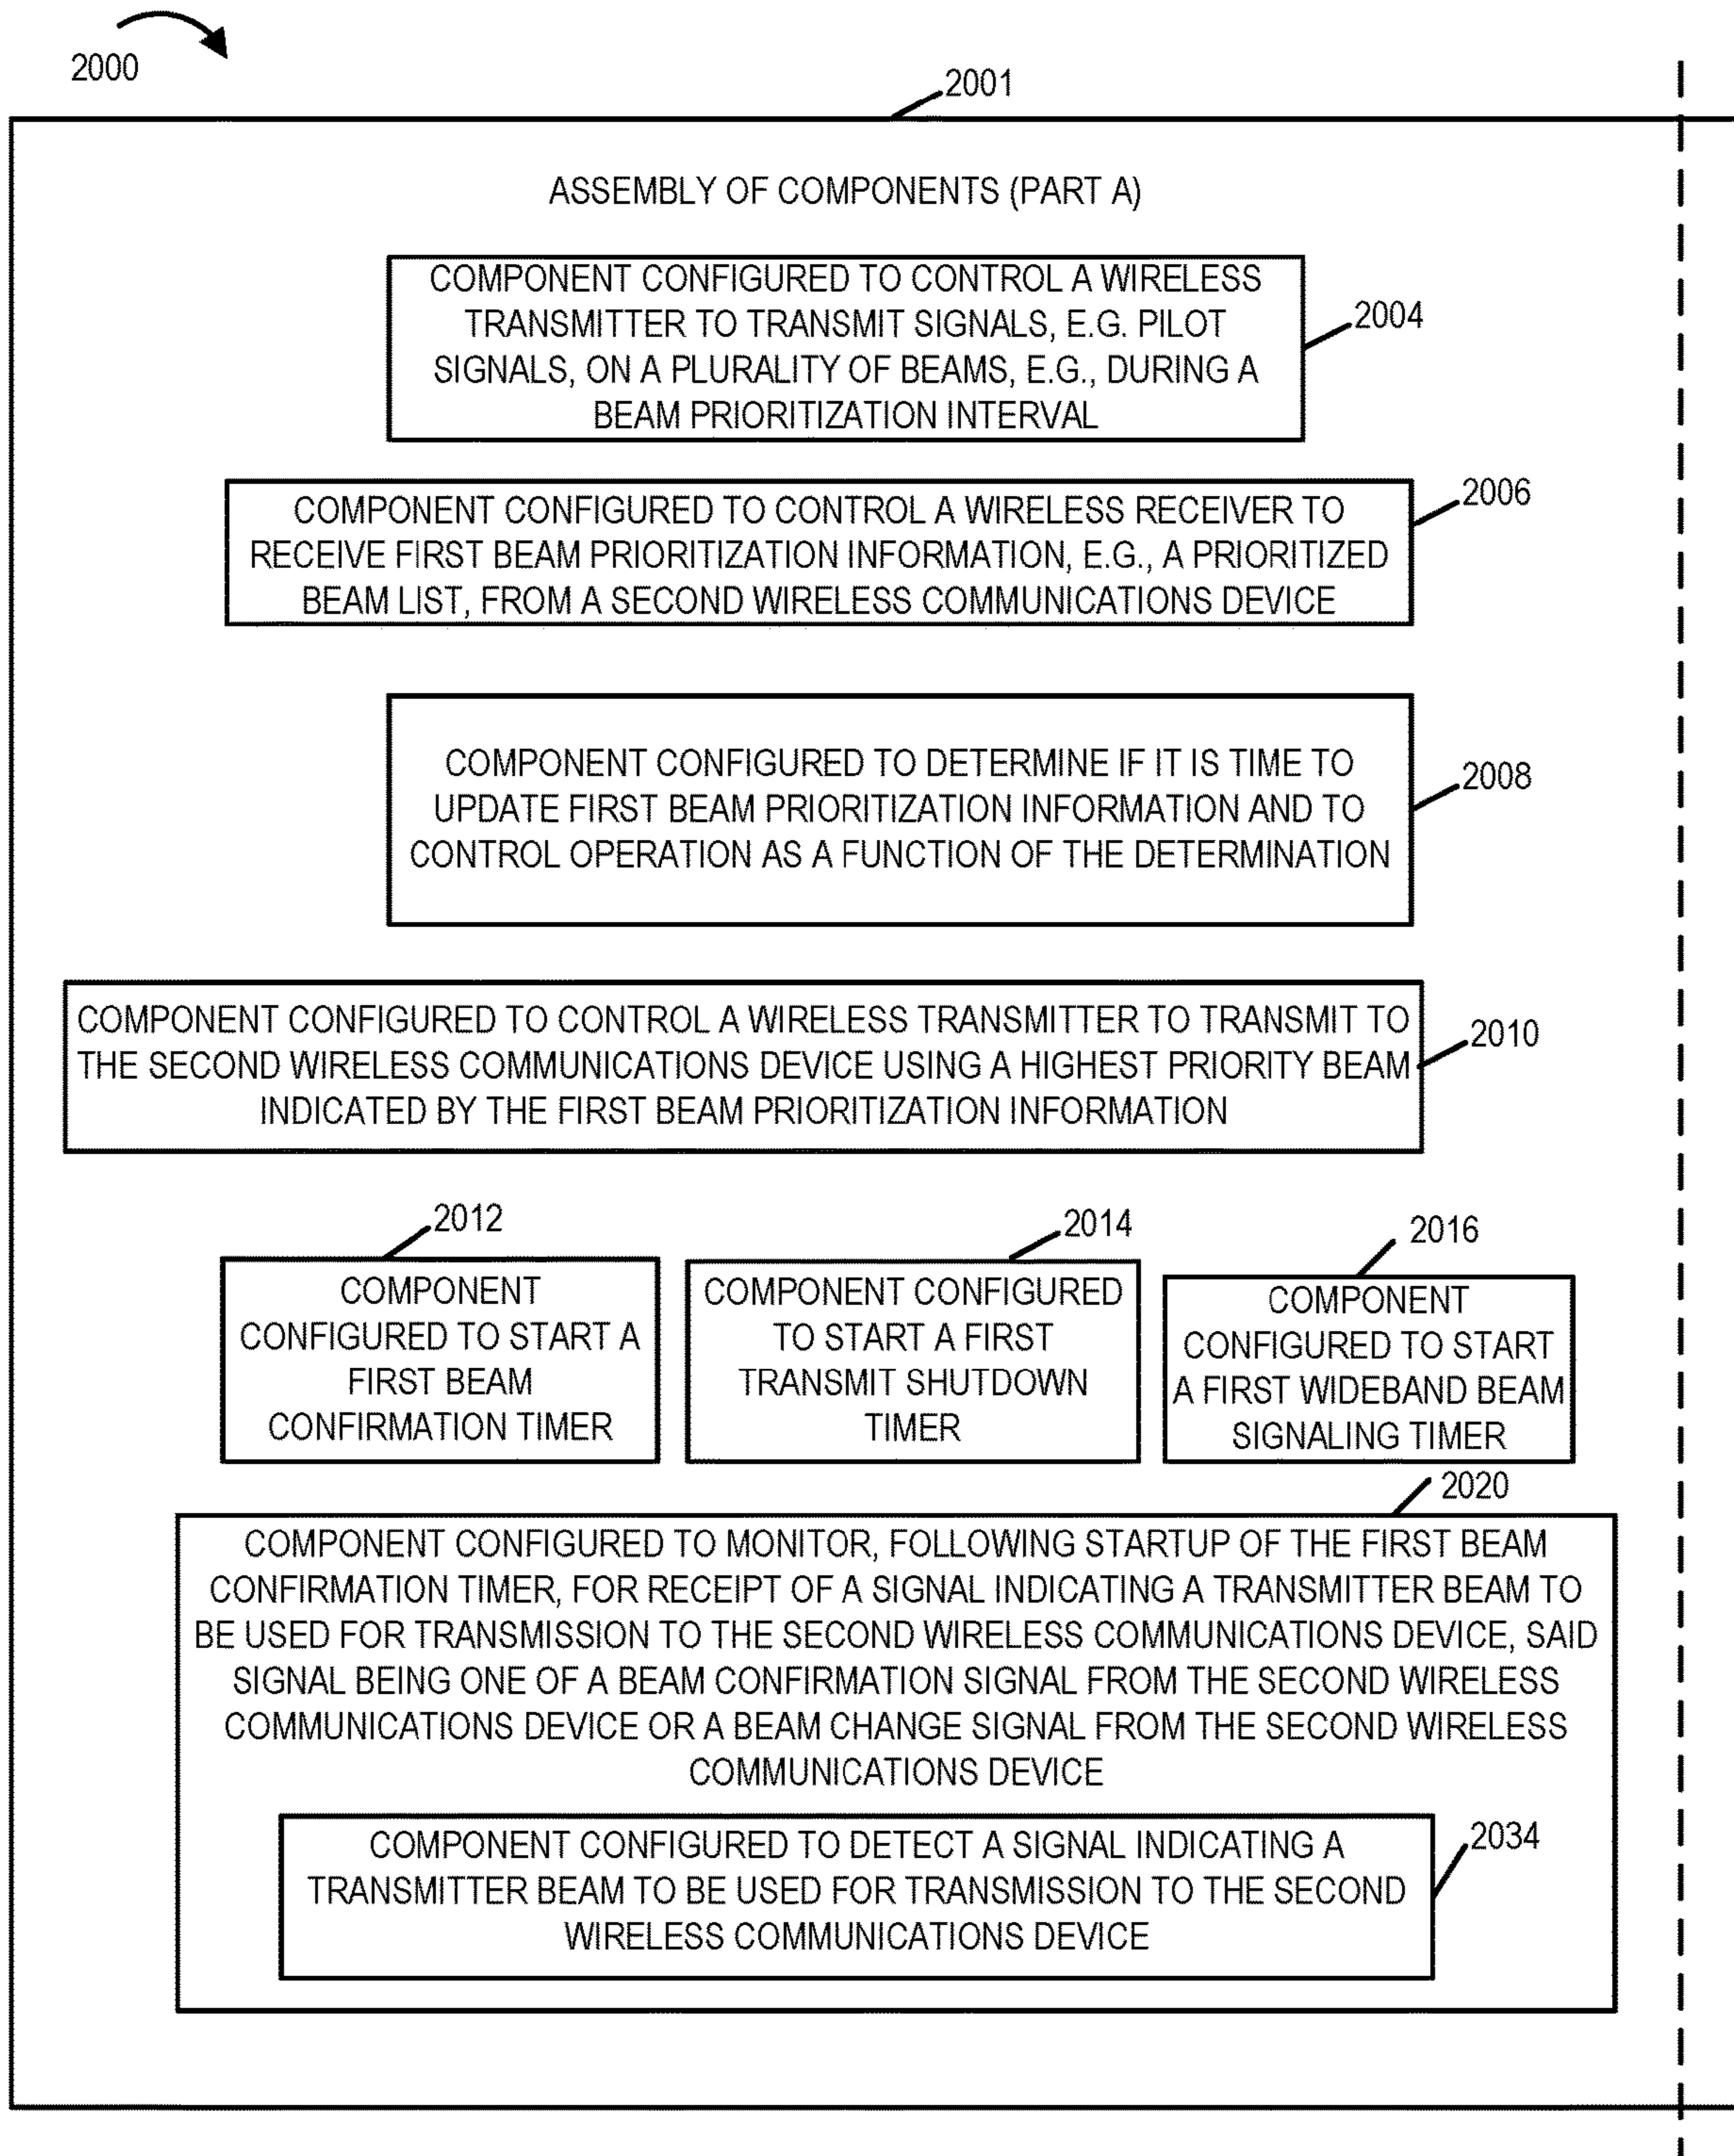 2000
2001
ASSEMBLY OF COMPONENTS (PART A)
COMPONENT CONFIGURED TO CONTROL A WIRELESS
TRANSMITTER TO TRANSMIT SIGNALS, E.G. PILOT
SIGNALS, ON A PLURALITY OF BEAMS, E.G., DURING A
BEAM PRIORITIZATION INTERVAL
2004
COMPONENT CONFIGURED TO CONTROL A WIRELESS RECEIVER TO
RECEIVE FIRST BEAM PRIORITIZATION INFORMATION, E.G., A PRIORITIZED
BEAM LIST, FROM A SECOND WIRELESS COMMUNICATIONS DEVICE
2006
COMPONENT CONFIGURED TO DETERMINE IF IT IS TIME TO
UPDATE FIRST BEAM PRIORITIZATION INFORMATION AND TO
CONTROL OPERATION AS A FUNCTION OF THE DETERMINATION
2008
COMPONENT CONFIGURED TO CONTROL A WIRELESS TRANSMITTER TO TRANSMIT TO
THE SECOND WIRELESS COMMUNICATIONS DEVICE USING A HIGHEST PRIORITY BEAM
INDICATED BY THE FIRST BEAM PRIORITIZATION INFORMATION
2010
2012
COMPONENT
CONFIGURED TO START A
FIRST BEAM
CONFIRMATION TIMER
2014
COMPONENT CONFIGURED
TO START A FIRST
TRANSMIT SHUTDOWN
TIMER
2016
COMPONENT
CONFIGURED TO START
A FIRST WIDEBAND BEAM
SIGNALING TIMER
2020
COMPONENT CONFIGURED TO MONITOR, FOLLOWING STARTUP OF THE FIRST BEAM
CONFIRMATION TIMER, FOR RECEIPT OF A SIGNAL INDICATING A TRANSMITTER BEAM TO
BE USED FOR TRANSMISSION TO THE SECOND WIRELESS COMMUNICATIONS DEVICE, SAID
SIGNAL BEING ONE OF A BEAM CONFIRMATION SIGNAL FROM THE SECOND WIRELESS
COMMUNICATIONS DEVICE OR A BEAM CHANGE SIGNAL FROM THE SECOND WIRELESS
COMMUNICATIONS DEVICE
COMPONENT CONFIGURED TO DETECT A SIGNAL INDICATING A
TRANSMITTER BEAM TO BE USED FOR TRANSMISSION TO THE SECOND
WIRELESS COMMUNICATIONS DEVICE
2034